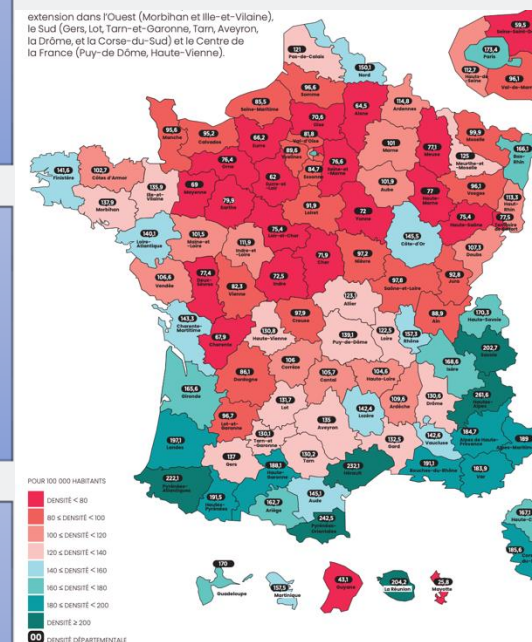 extension dans l'Ouest (Morbihan et Ille-et-Vilaine),
le Sud (Gers, Lot, Tarn-et-Garonne, Tarn, Aveyron,
la Drôme, et la Corse-du-Sud) et le Centre de
la France (Puy-de Dôme, Haute-Vienne).
59,5
173,4
Paris
112,7
96,1
121
Pas-de-Calais
150,1
Nord
96,6
Somme
85,5
Seine-Maritime
70,6
Oise
64,5
Aisne
114,8
Ardennes
95,6
Manche
95,2
Calvados
66,2
Eure
81,8
Val-d'Oise
89,6
Yvelines
84,7
Essonne
76,6
Seine-et-Marne
101
Marne
77,1
Meuse
99,9
Moselle
125
Meurthe-et-Moselle
166,1
Bas-Rhin
141,6
Finistère
102,7
Côtes d'Armor
137,9
Morbihan
135,9
Ille-et-Vilaine
69
Mayenne
76,4
Orne
62
Eure-et-Loir
79,9
Sarthe
91,9
Loiret
101,9
Aube
77
Haute-Marne
96,1
Vosges
113,3
Haut-Rhin
77,5
Territoire de Belfort
140,1
Loire-Atlantique
101,5
Maine-et-Loire
111,9
Indre-et-Loire
75,4
Loir-et-Cher
71,9
Cher
72
Yonne
97,2
Nièvre
145,5
Côte-d'Or
75,4
Haute-Saône
107,3
Doubs
106,6
Vendée
77,4
Deux-Sèvres
82,3
Vienne
72,5
Indre
97,8
Saône-et-Loire
92,8
Jura
143,3
Charente-Maritime
67,9
Charente
130,8
Haute-Vienne
97,9
Creuse
123,1
Allier
139,1
Puy-de-Dôme
122,5
Loire
157,3
Rhône
88,9
Ain
170,3
Haute-Savoie
202,7
Savoie
165,6
Gironde
86,1
Dordogne
106
Corrèze
105,7
Cantal
104,6
Haute-Loire
109,6
Ardèche
130,6
Drôme
168,6
Isère
261,6
Hautes-Alpes
197,1
Landes
96,7
Lot-et-Garonne
131,7
Lot
135
Aveyron
142,4
Lozère
132,5
Gard
142,6
Vaucluse
184,7
Alpes de Haute-Provence
189
137
Gers
130,1
Tarn-et-Garonne
130,2
Tarn
188,1
Haute-Garonne
232,1
Hérault
191,1
Bouches-du-Rhône
183,9
Var
222,1
Pyrénées-Atlantiques
191,5
Hautes-Pyrénées
162,7
Ariège
145,1
Aude
242,5
Pyrénées-Orientales
167,1
185,6
POUR 100 000 HABITANTS
DENSITÉ < 80
80 ≤ DENSITÉ < 100
100 ≤ DENSITÉ < 120
120 ≤ DENSITÉ < 140
140 ≤ DENSITÉ < 160
160 ≤ DENSITÉ < 180
180 ≤ DENSITÉ < 200
DENSITÉ ≥ 200
00 DENSITÉ DÉPARTEMENTALE
170
Guadeloupe
157,5
Martinique
43,1
Guyane
204,2
La Réunion
25,8
Mayotte